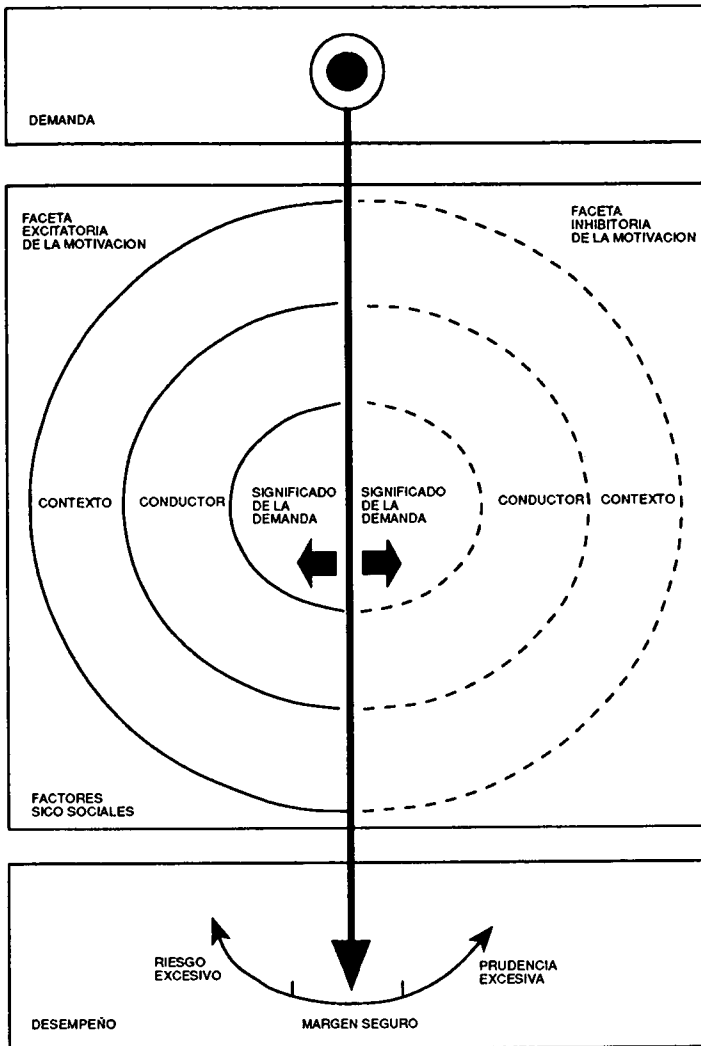 DEMANDA
FACETA
EXCITATORIA
DE LA MOTIVACION
FACETA
INHIBITORIA
DE LA MOTIVACION
CONTEXTO
CONDUCTOR
SIGNIFICADO
DE LA
DEMANDA
SIGNIFICADO
DE LA
DEMANDA
CONDUCTOR
CONTEXTO
FACTORES
SICO SOCIALES
RIESGO
EXCESIVO
PRUDENCIA
EXCESIVA
DESEMPEÑO
MARGEN SEGURO